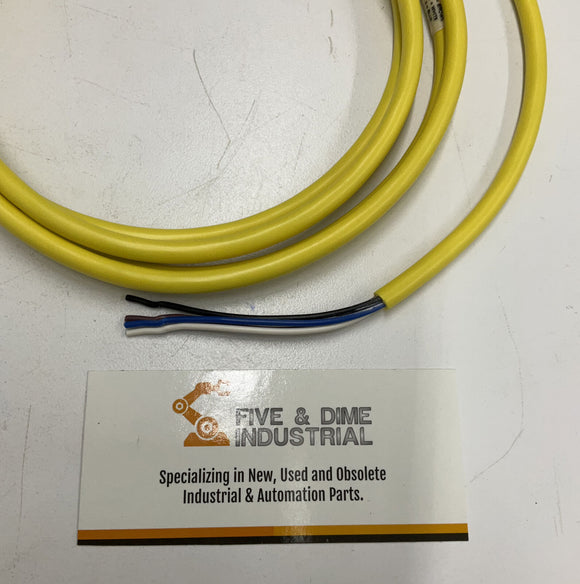 FIVE & DIME
INDUSTRIAL
Specializing in New, Used and Obsolete
Industrial & Automation Parts.